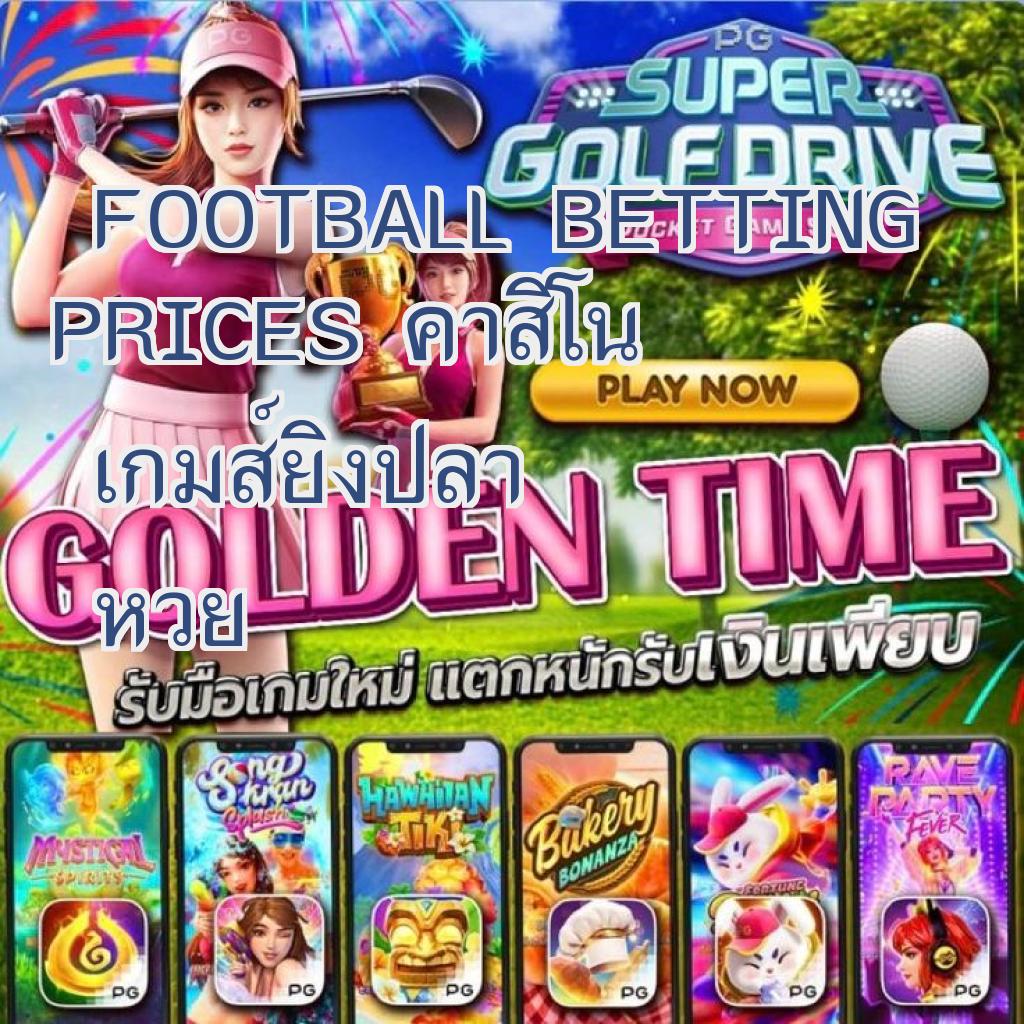 PG
PG
SUPER
GOLF DRIVE
POCKET GAMES
FOOTBALL BETTING
PRICES คาสิโน
PLAY NOW
เกมส์ยิงปลา
GOLDEN TIME
หวย
รับมือเกมใหม่ แตกหนักรับเงินเพียบ
MYSTICAL
SPIRITS
Songkran
Splash
HAWAIIAN
TIKI
Bakery
BONANZA
FORTUNE
RAVE
PARTY
FEVER
PG
PG
PG
PG
PG
PG